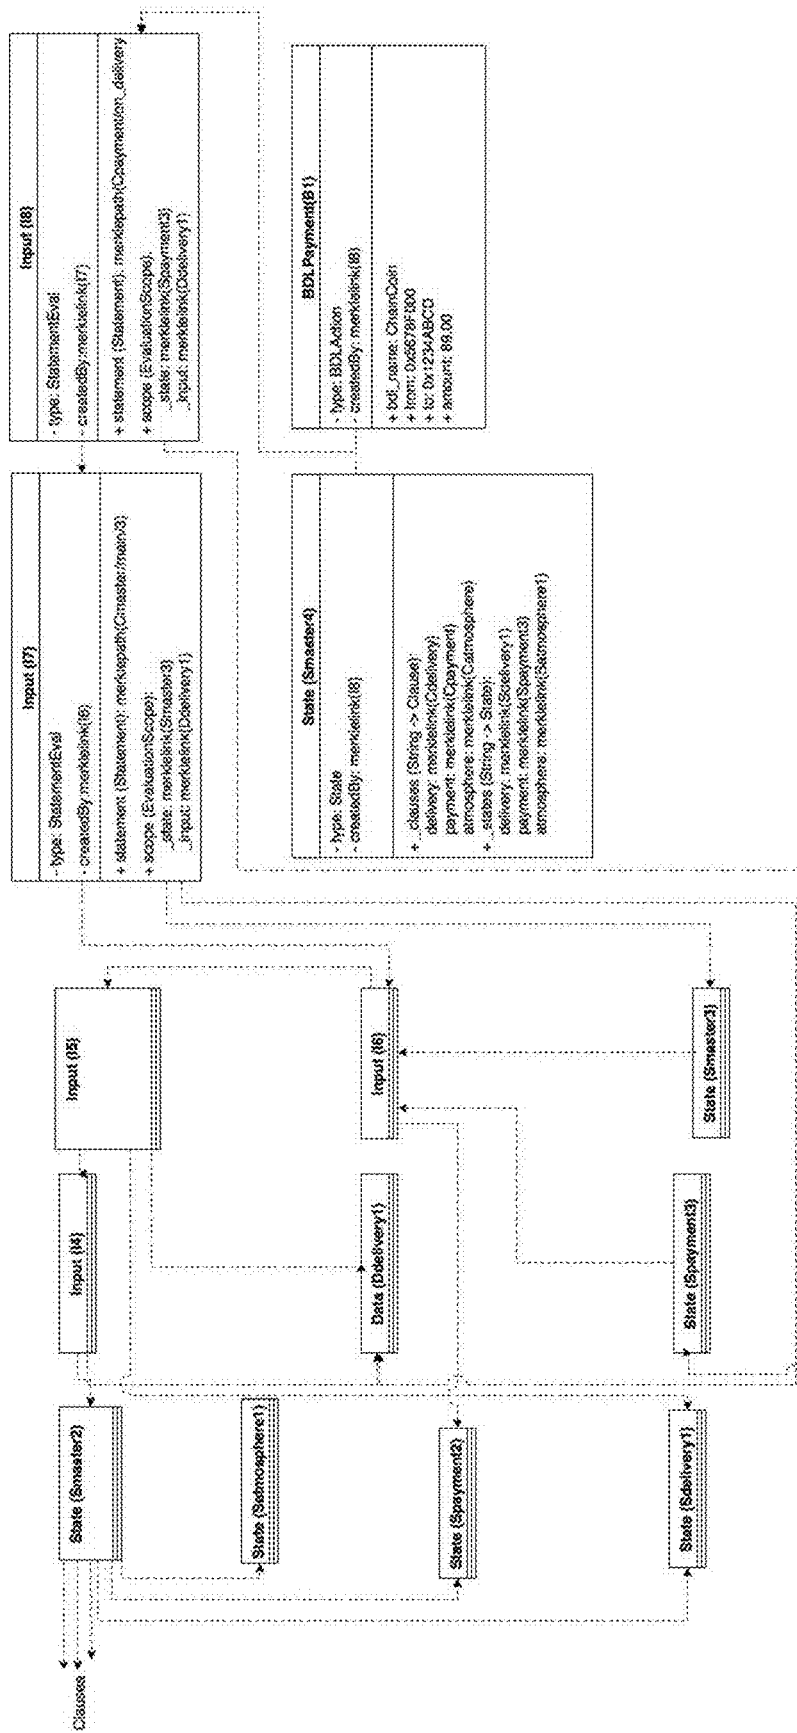 Clauses
State (Smaster2)
State (Satmosphere1)
State (Spayment2)
State (Sdelivery1)
Input (I4)
Data (Ddelivery1)
State (Spayment3)
Input (I5)
Input (I6)
State (Smaster3)
Input (I7)
- type: StatementEval
- createdBy:merklelink(I6)
+ statement (Statement): merklepath(Cmaster/main/3)
+ scope (EvaluationScope):
_state: merklelink(Smaster3)
_input: merklelink(Ddelivery1)
State (Smaster4)
- type: State
- createdBy: merklelink(I8)
+ _clauses (String -> Clause):
delivery: merklelink(Cdelivery)
payment: merklelink(Cpayment)
atmosphere: merklelink(Catmosphere)
+ _states (String -> State):
delivery: merklelink(Sdelivery1)
payment: merklelink(Spayment3)
atmosphere: merklelink(Satmosphere1)
Input (I8)
- type: StatementEval
- createdBy:merklelink(I7)
+ statement (Statement): merklepath(Cpayment/on_delivery
+ scope (EvaluationScope):
_state: merklelink(Spayment3)
_input: merklelink(Ddelivery1)
BDLPayment(B1)
- type: BDLAction
- createdBy: merklelink(I8)
+ bdl_name: ChainCoin
+ from: 0x5678F000
+ to: 0x1234ABCD
+ amount: 89.00